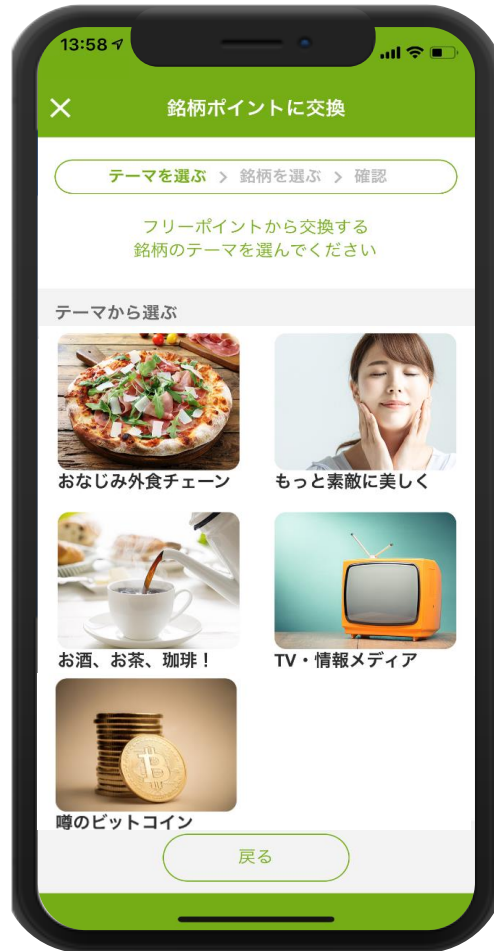 13:58
銘柄ポイントに交換
テーマを選ぶ > 銘柄を選ぶ > 確認
フリーポイントから交換する
銘柄のテーマを選んでください
テーマから選ぶ
おなじみ外食チェーン
もっと素敵に美しく
お酒、お茶、珈琲！
TV・情報メディア
噂のビットコイン
戻る